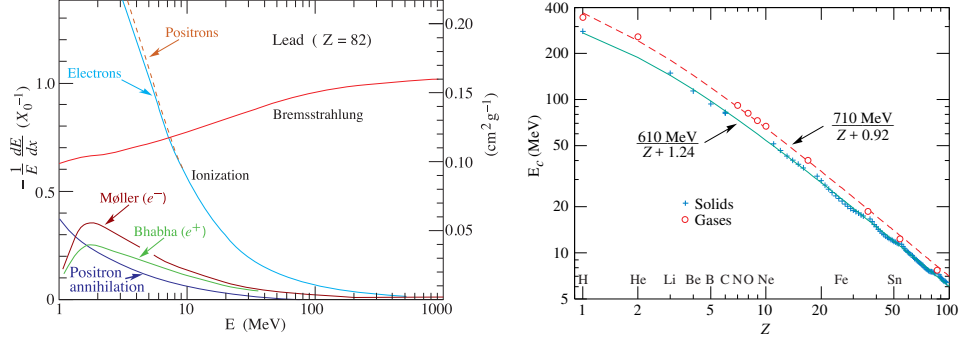 Positrons
Lead ( Z = 82)
Electrons
Bremsstrahlung
Ionization
Møller (e−)
Bhabha (e+)
Positron
annihilation
1.0
0.5
0
− 1/E dE/dx (X0−1)
0.20
0.15
0.10
0.05
0.00
(cm2 g−1)
1 10 100 1000
E (MeV)
400
200
100
50
20
10
5
Ec (MeV)
610 MeV
Z + 1.24
710 MeV
Z + 0.92
Solids
Gases
H He Li Be B C N O Ne Fe Sn
1 2 5 10 20 50 100
Z